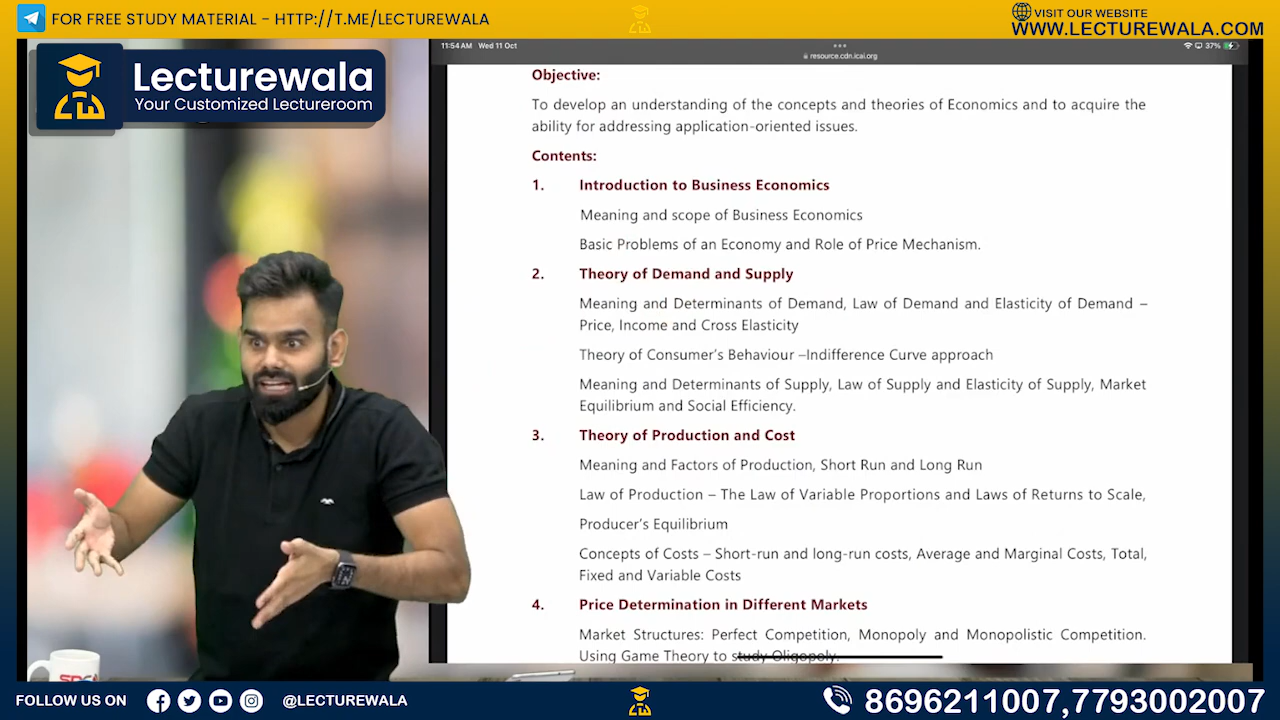 FOR FREE STUDY MATERIAL - HTTP://T.ME/LECTUREWALA
VISIT OUR WEBSITE
WWW.LECTUREWALA.COM
Lecturewala
Your Customized Lectureroom
11:54 AM Wed 11 Oct
37%
resource.cdn.icai.org
Objective:
To develop an understanding of the concepts and theories of Economics and to acquire the
ability for addressing application-oriented issues.
Contents:
1. Introduction to Business Economics
Meaning and scope of Business Economics
Basic Problems of an Economy and Role of Price Mechanism.
2. Theory of Demand and Supply
Meaning and Determinants of Demand, Law of Demand and Elasticity of Demand –
Price, Income and Cross Elasticity
Theory of Consumer's Behaviour –Indifference Curve approach
Meaning and Determinants of Supply, Law of Supply and Elasticity of Supply, Market
Equilibrium and Social Efficiency.
3. Theory of Production and Cost
Meaning and Factors of Production, Short Run and Long Run
Law of Production – The Law of Variable Proportions and Laws of Returns to Scale,
Producer's Equilibrium
Concepts of Costs – Short-run and long-run costs, Average and Marginal Costs, Total,
Fixed and Variable Costs
4. Price Determination in Different Markets
Market Structures: Perfect Competition, Monopoly and Monopolistic Competition.
Using Game Theory to study Oligopoly.
FOLLOW US ON
@LECTUREWALA
8696211007,7793002007